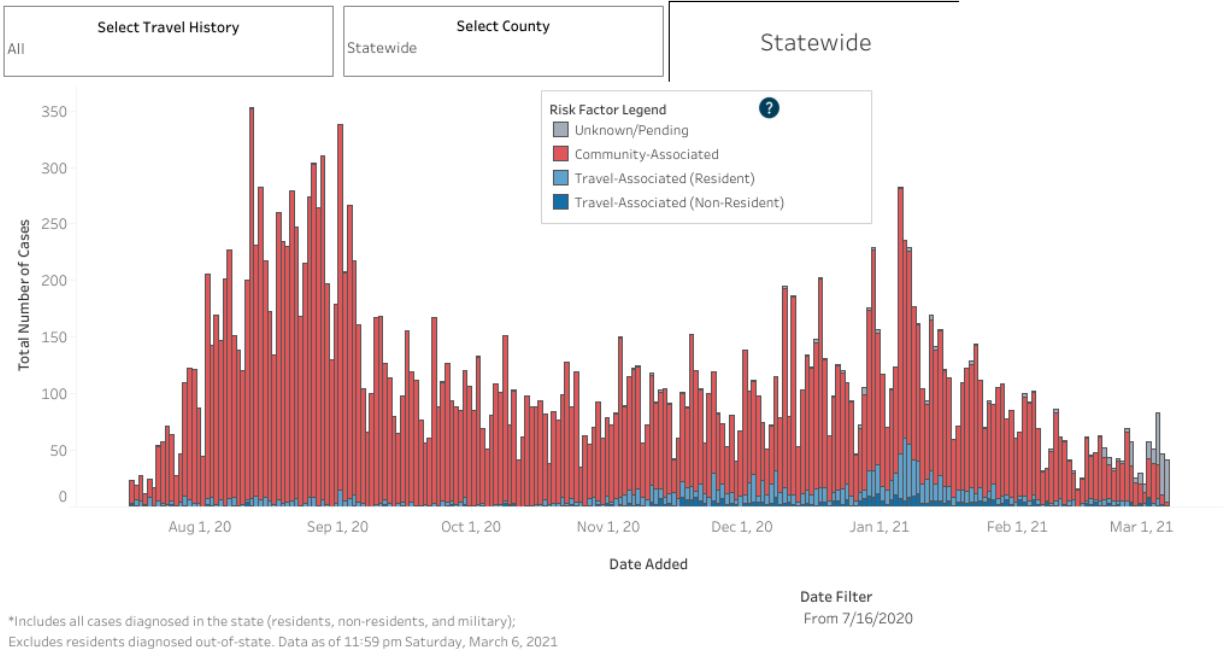 Select Travel History
All
Select County
Statewide
Statewide
Risk Factor Legend
?
Unknown/Pending
Community-Associated
Travel-Associated (Resident)
Travel-Associated (Non-Resident)
Total Number of Cases
350
300
250
200
150
100
50
0
Aug 1, 20
Sep 1, 20
Oct 1, 20
Nov 1, 20
Dec 1, 20
Jan 1, 21
Feb 1, 21
Mar 1, 21
Date Added
Date Filter
From 7/16/2020
*Includes all cases diagnosed in the state (residents, non-residents, and military);
Excludes residents diagnosed out-of-state. Data as of 11:59 pm Saturday, March 6, 2021